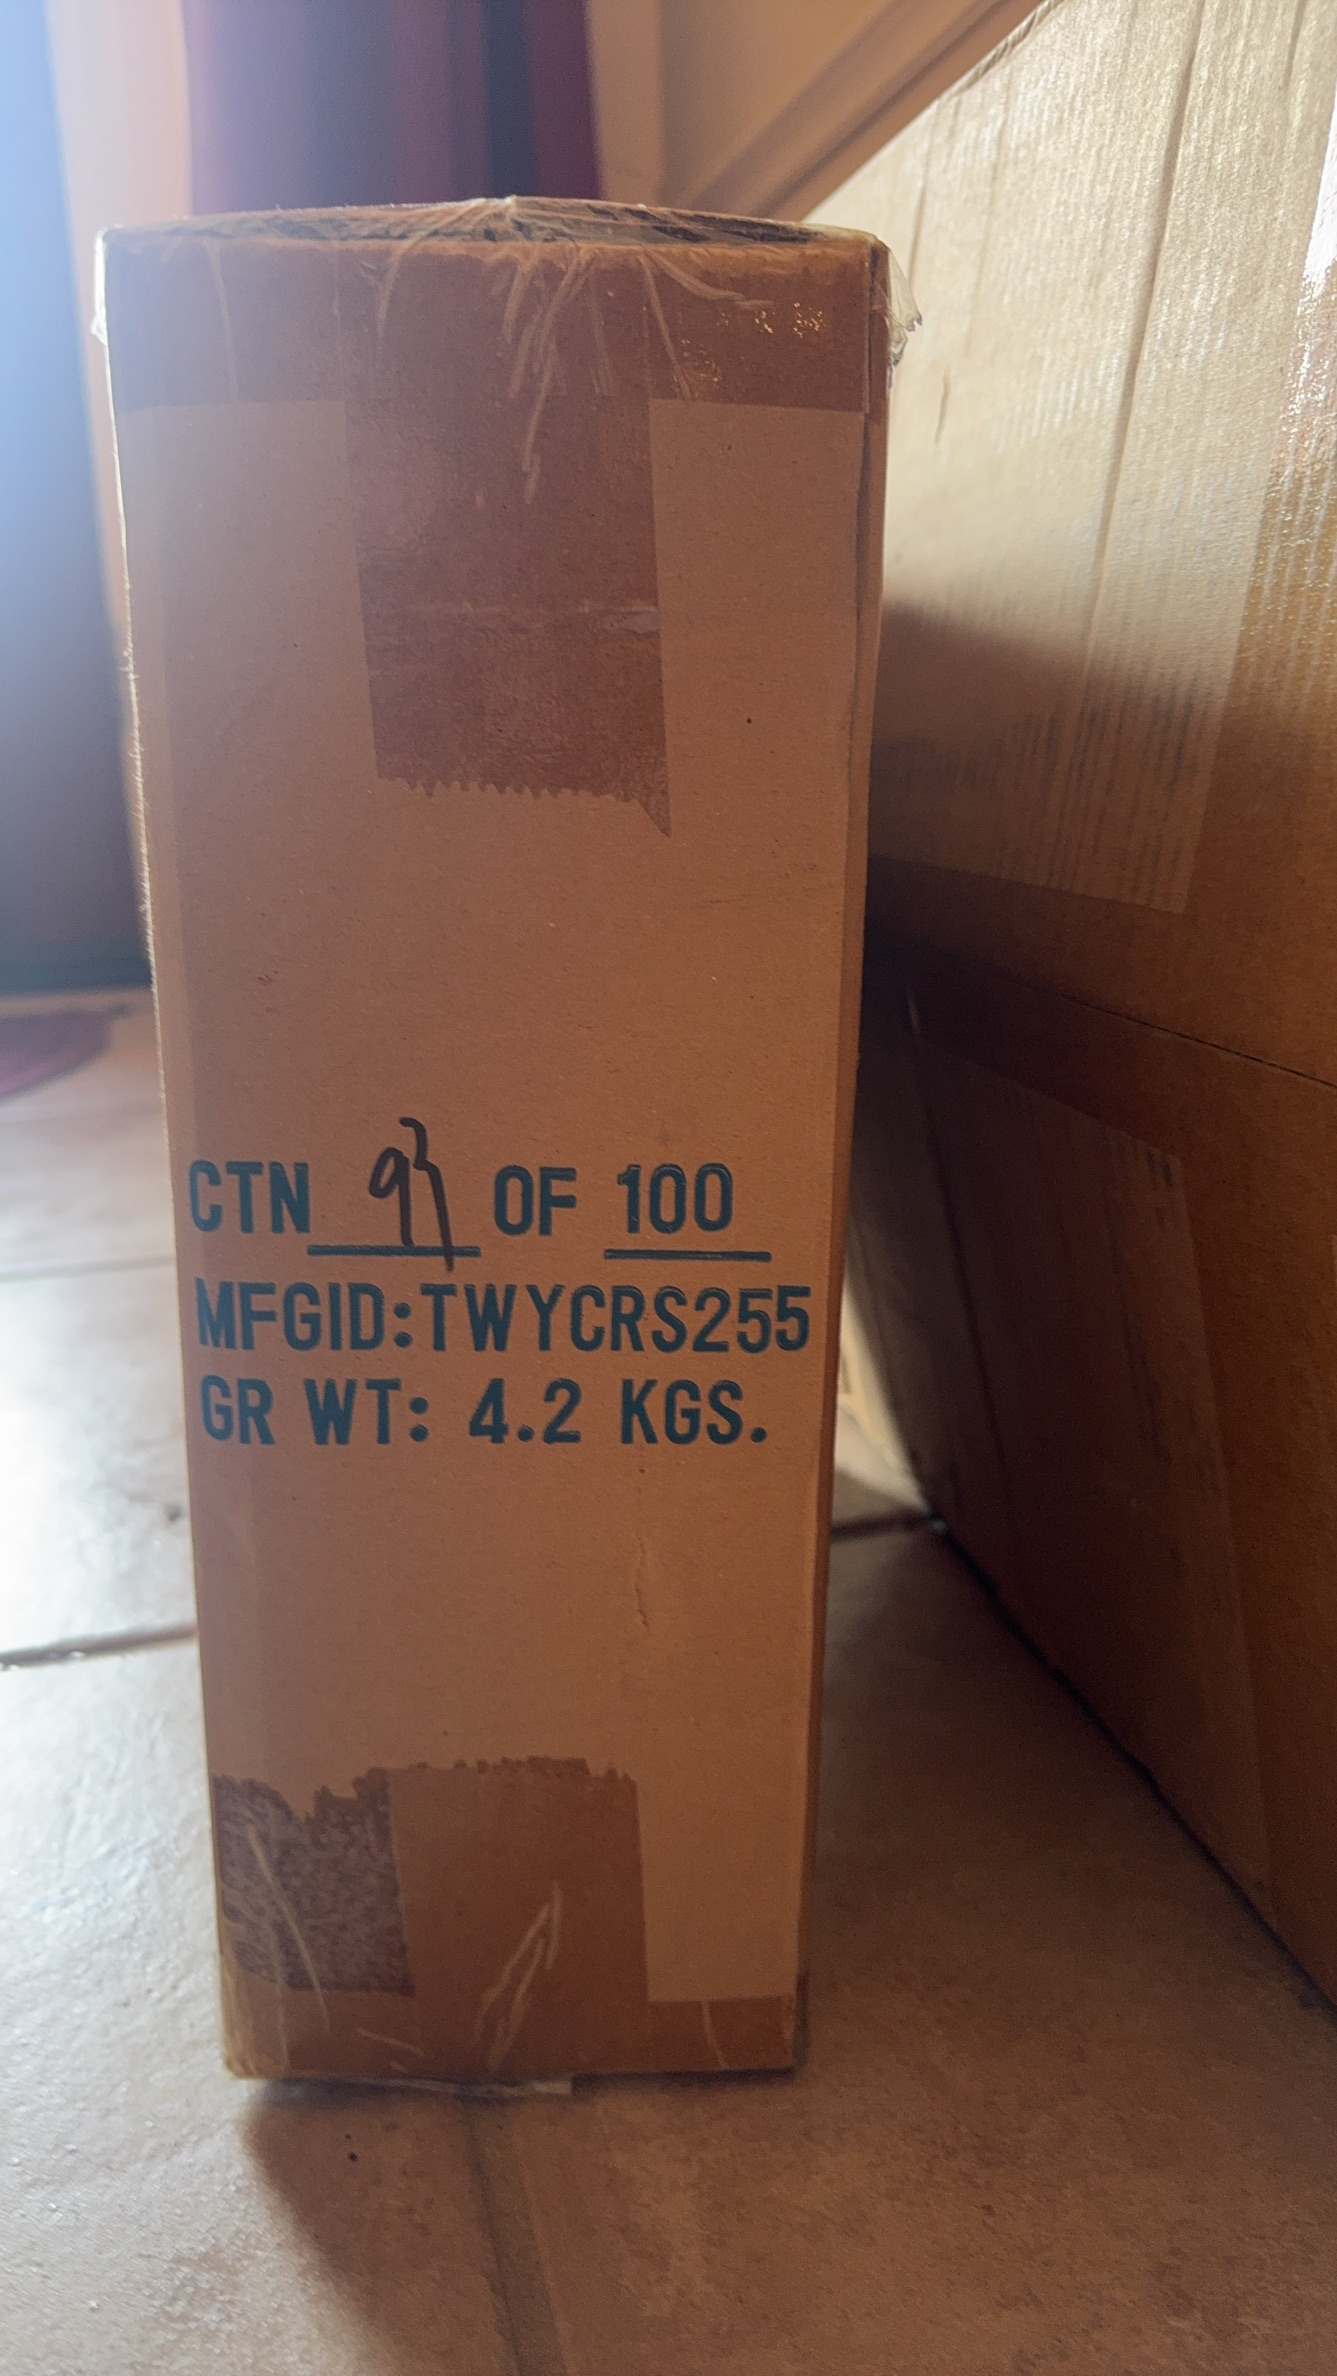 CTN 93 OF 100
MFGID:TWYCRS255
GR WT: 4.2 KGS.